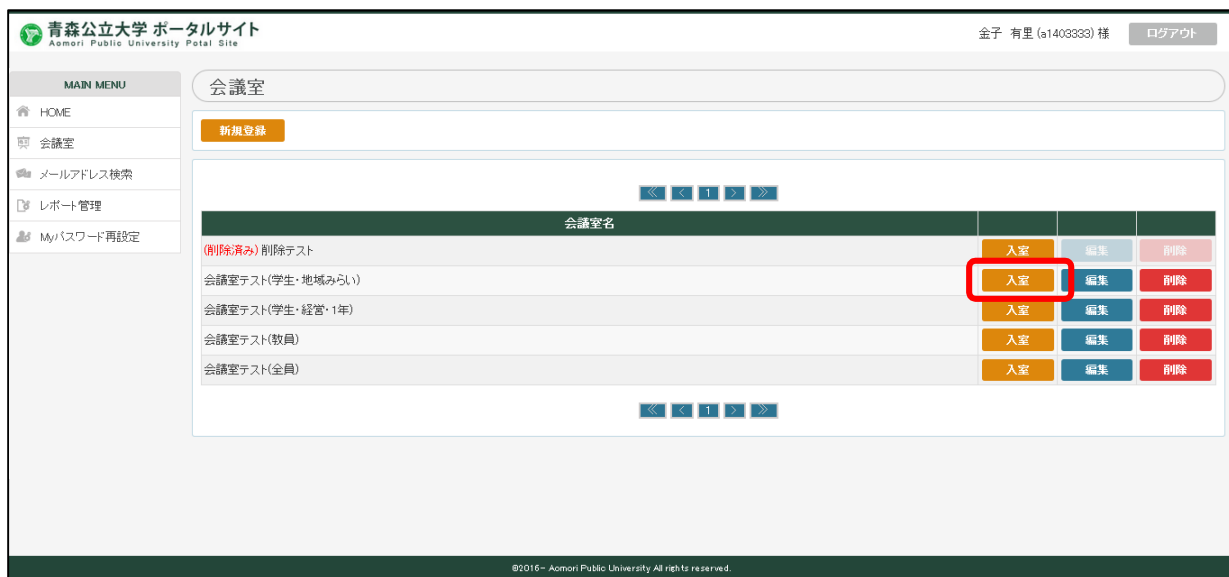 青森公立大学 ポータルサイト
Aomori Public University Potal Site
金子 有里 (a1403333) 様
ログアウト
MAIN MENU
HOME
会議室
メールアドレス検索
レポート管理
Myパスワード再設定
会議室
新規登録
≪ < 1 > ≫
会議室名
(削除済み) 削除テスト 入室 編集 削除
会議室テスト(学生・地域みらい) 入室 編集 削除
会議室テスト(学生・経営・1年) 入室 編集 削除
会議室テスト(教員) 入室 編集 削除
会議室テスト(全員) 入室 編集 削除
≪ < 1 > ≫
©2016- Aomori Public University All rights reserved.